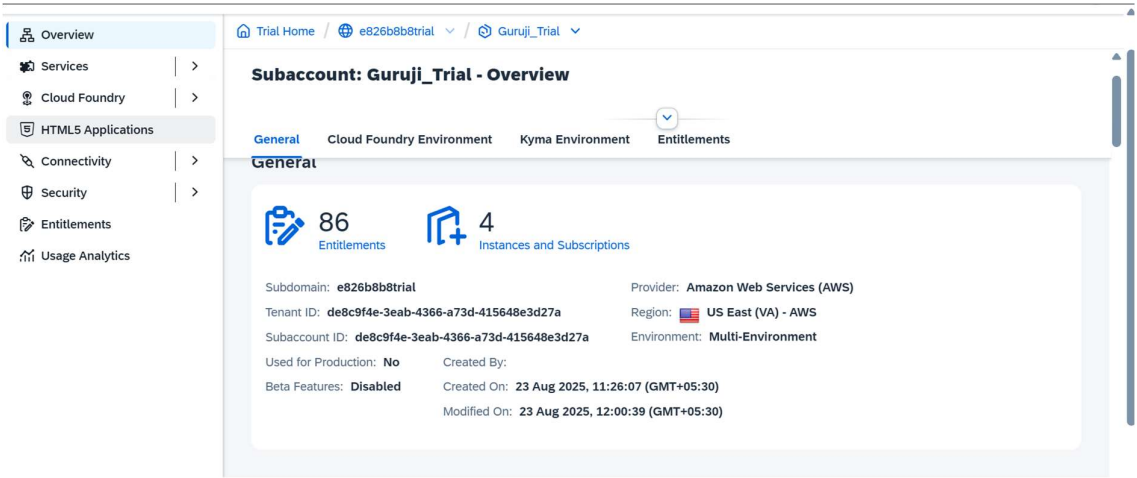 Overview
Services
Cloud Foundry
HTML5 Applications
Connectivity
Security
Entitlements
Usage Analytics
Trial Home / e826b8b8trial / Guruji_Trial
Subaccount: Guruji_Trial - Overview
General Cloud Foundry Environment Kyma Environment Entitlements
General
86 Entitlements
4 Instances and Subscriptions
Subdomain: e826b8b8trial
Tenant ID: de8c9f4e-3eab-4366-a73d-415648e3d27a
Subaccount ID: de8c9f4e-3eab-4366-a73d-415648e3d27a
Used for Production: No
Beta Features: Disabled
Created By:
Created On: 23 Aug 2025, 11:26:07 (GMT+05:30)
Modified On: 23 Aug 2025, 12:00:39 (GMT+05:30)
Provider: Amazon Web Services (AWS)
Region: US East (VA) - AWS
Environment: Multi-Environment